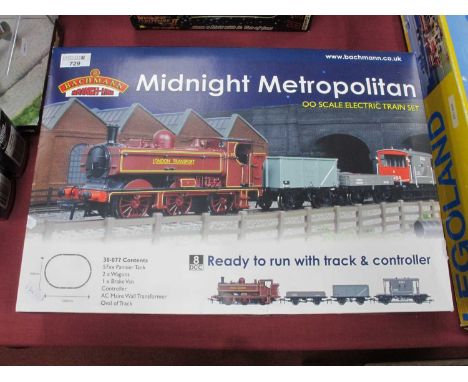 729
BACHMANN
BRANCH-LINE
www.bachmann.co.uk
Midnight Metropolitan
OO SCALE ELECTRIC TRAIN SET
LONDON TRANSPORT
LEGOLAND
30-077 Contents
57xx Pannier Tank
2 x Wagons
1 x Brake Van
Controller
AC Mains Wall Transformer
Oval of Track
8
DCC
Ready to run with track & controller